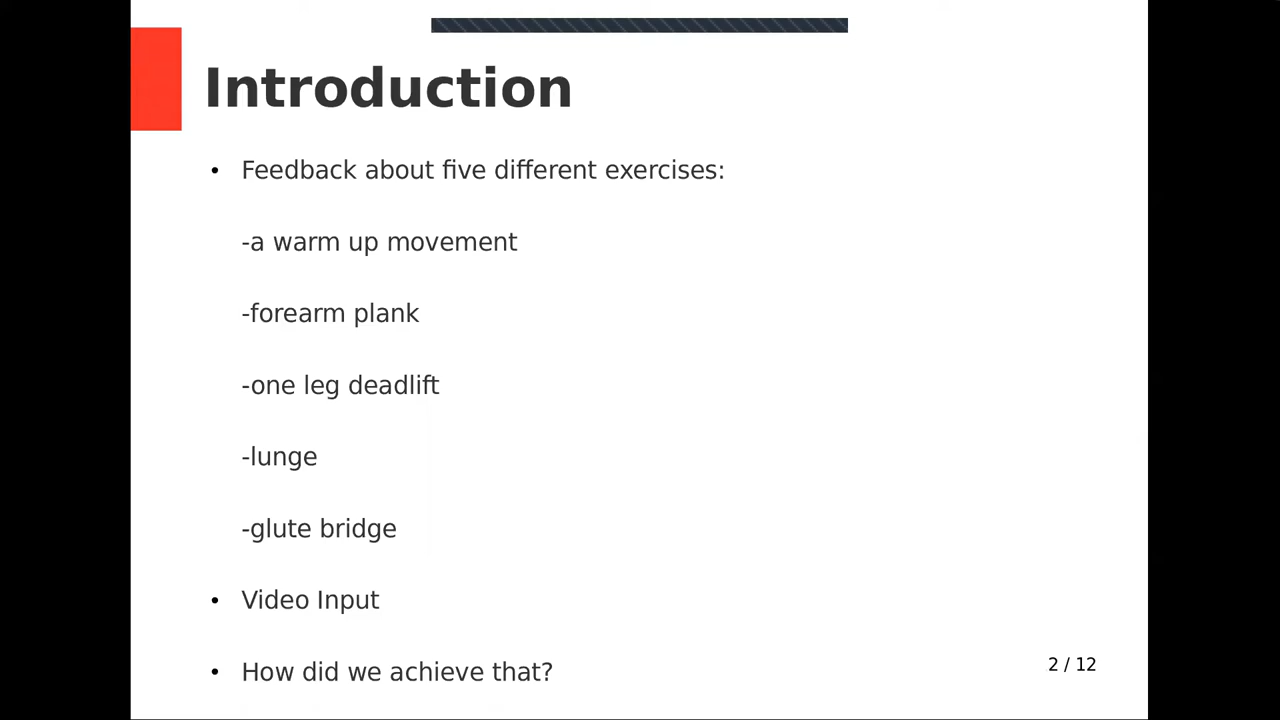 Introduction
• Feedback about five different exercises:
-a warm up movement
-forearm plank
-one leg deadlift
-lunge
-glute bridge
• Video Input
• How did we achieve that?
2 / 12